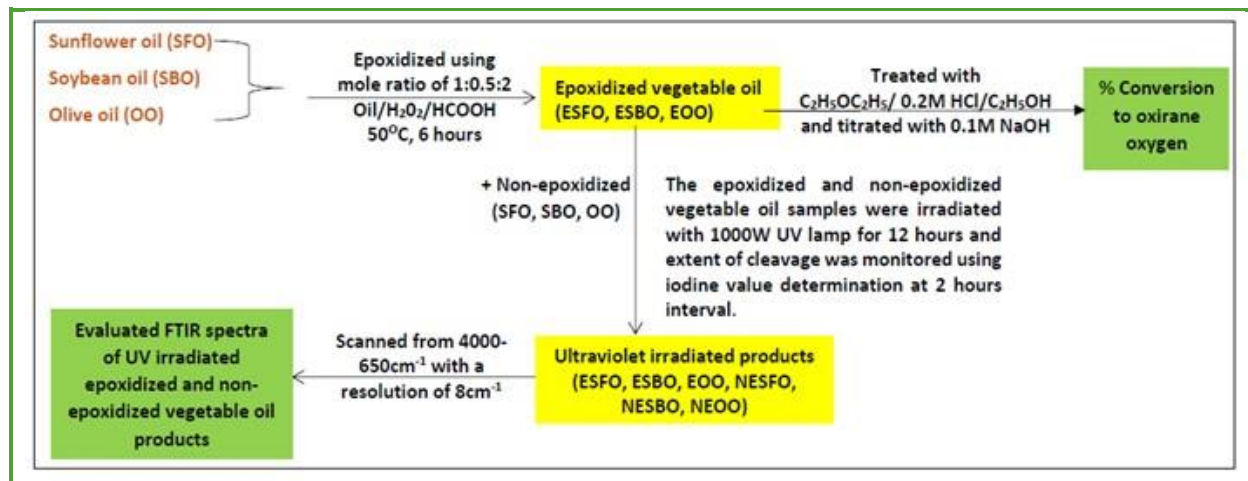 Sunflower oil (SFO)
Soybean oil (SBO)
Olive oil (OO)
Epoxidized using
mole ratio of 1:0.5:2
Oil/H₂O₂/HCOOH
50⁰C, 6 hours
Epoxidized vegetable oil
(ESFO, ESBO, EOO)
Treated with
C₂H₅OC₂H₅/ 0.2M HCl/C₂H₅OH
and titrated with 0.1M NaOH
% Conversion
to oxirane
oxygen
+ Non-epoxidized
(SFO, SBO, OO)
The epoxidized and non-epoxidized
vegetable oil samples were irradiated
with 1000W UV lamp for 12 hours and
extent of cleavage was monitored using
iodine value determination at 2 hours
interval.
Ultraviolet irradiated products
(ESFO, ESBO, EOO, NESFO,
NESBO, NEOO)
Scanned from 4000-
650cm⁻¹ with a
resolution of 8cm⁻¹
Evaluated FTIR spectra
of UV irradiated
epoxidized and non-
epoxidized vegetable oil
products